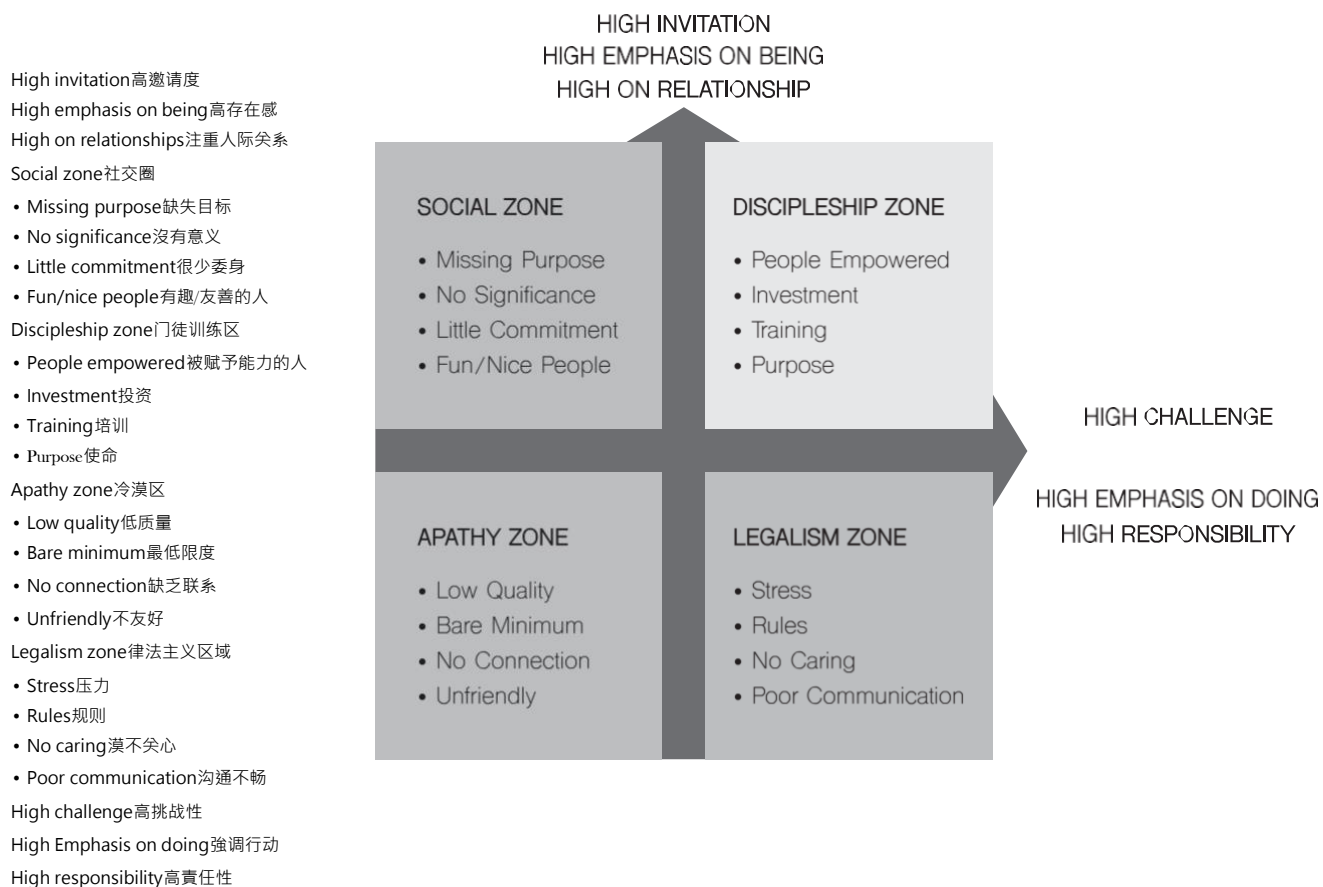 High invitation高邀请度
High emphasis on being高存在感
High on relationships注重人际关系
Social zone社交圈
• Missing purpose缺失目标
• No significance沒有意义
• Little commitment很少委身
• Fun/nice people有趣/友善的人
Discipleship zone门徒训练区
• People empowered被赋予能力的人
• Investment投资
• Training培训
• Purpose使命
Apathy zone冷漠区
• Low quality低质量
• Bare minimum最低限度
• No connection缺乏联系
• Unfriendly不友好
Legalism zone律法主义区域
• Stress压力
• Rules规则
• No caring漠不关心
• Poor communication沟通不畅
High challenge高挑战性
High Emphasis on doing強调行动
High responsibility高責任性
HIGH INVITATION
HIGH EMPHASIS ON BEING
HIGH ON RELATIONSHIP
SOCIAL ZONE
• Missing Purpose
• No Significance
• Little Commitment
• Fun/Nice People
DISCIPLESHIP ZONE
• People Empowered
• Investment
• Training
• Purpose
APATHY ZONE
• Low Quality
• Bare Minimum
• No Connection
• Unfriendly
LEGALISM ZONE
• Stress
• Rules
• No Caring
• Poor Communication
HIGH CHALLENGE
HIGH EMPHASIS ON DOING
HIGH RESPONSIBILITY